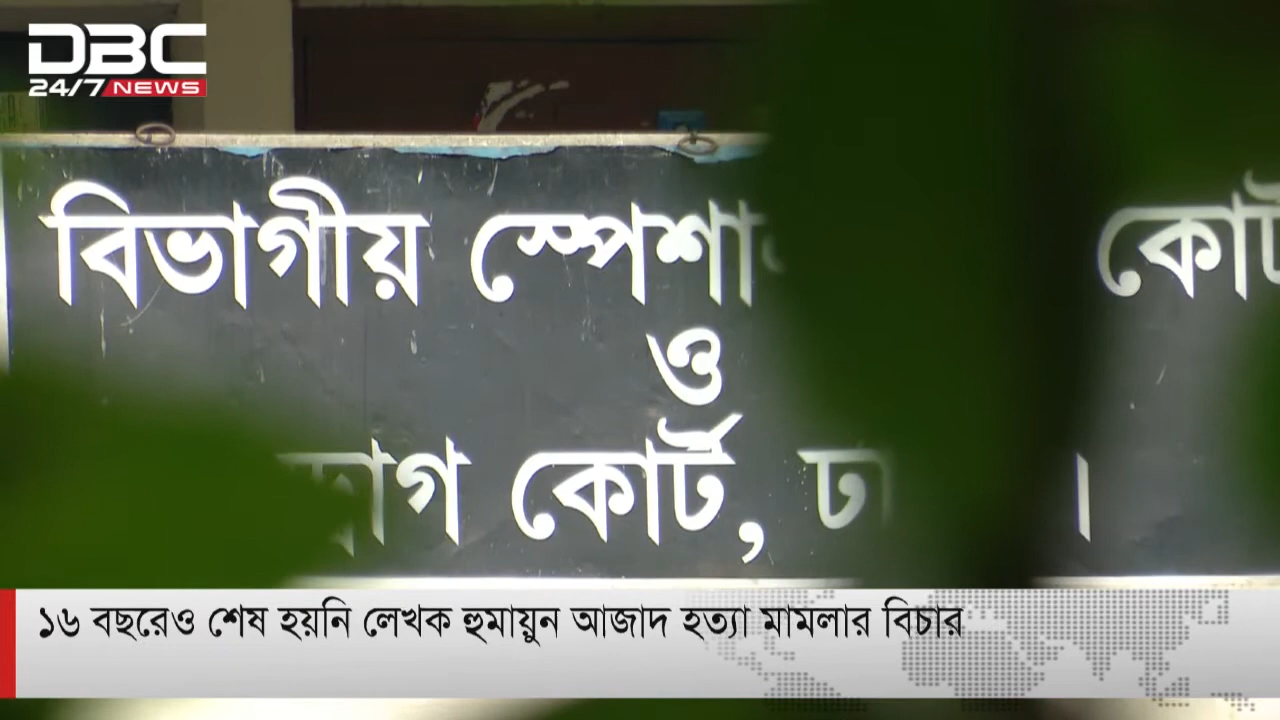 DBC
24/7 NEWS
বিভাগীয় স্পেশাল কোর্ট
ও
কোর্ট,
১৬ বছরেও শেষ হয়নি লেখক হুমায়ুন আজাদ হত্যা মামলার বিচার